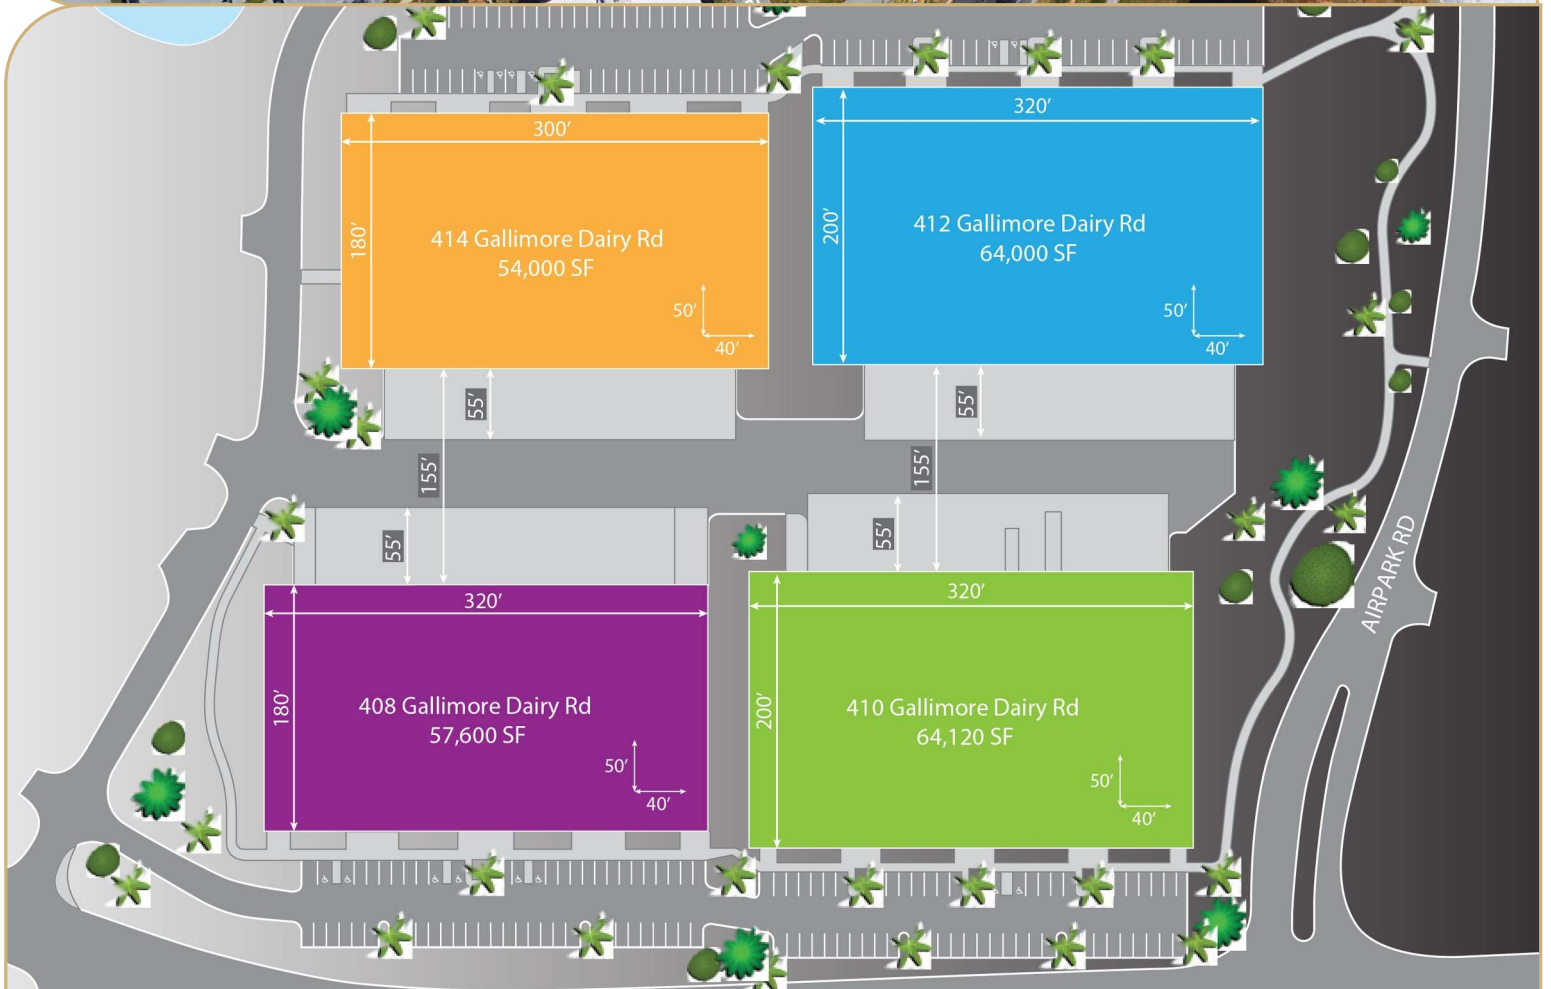 300'
180'
414 Gallimore Dairy Rd
54,000 SF
50'
40'
320'
200'
412 Gallimore Dairy Rd
64,000 SF
50'
40'
55'
155'
55'
55'
155'
55'
320'
180'
408 Gallimore Dairy Rd
57,600 SF
50'
40'
320'
200'
410 Gallimore Dairy Rd
64,120 SF
50'
40'
AIRPARK RD